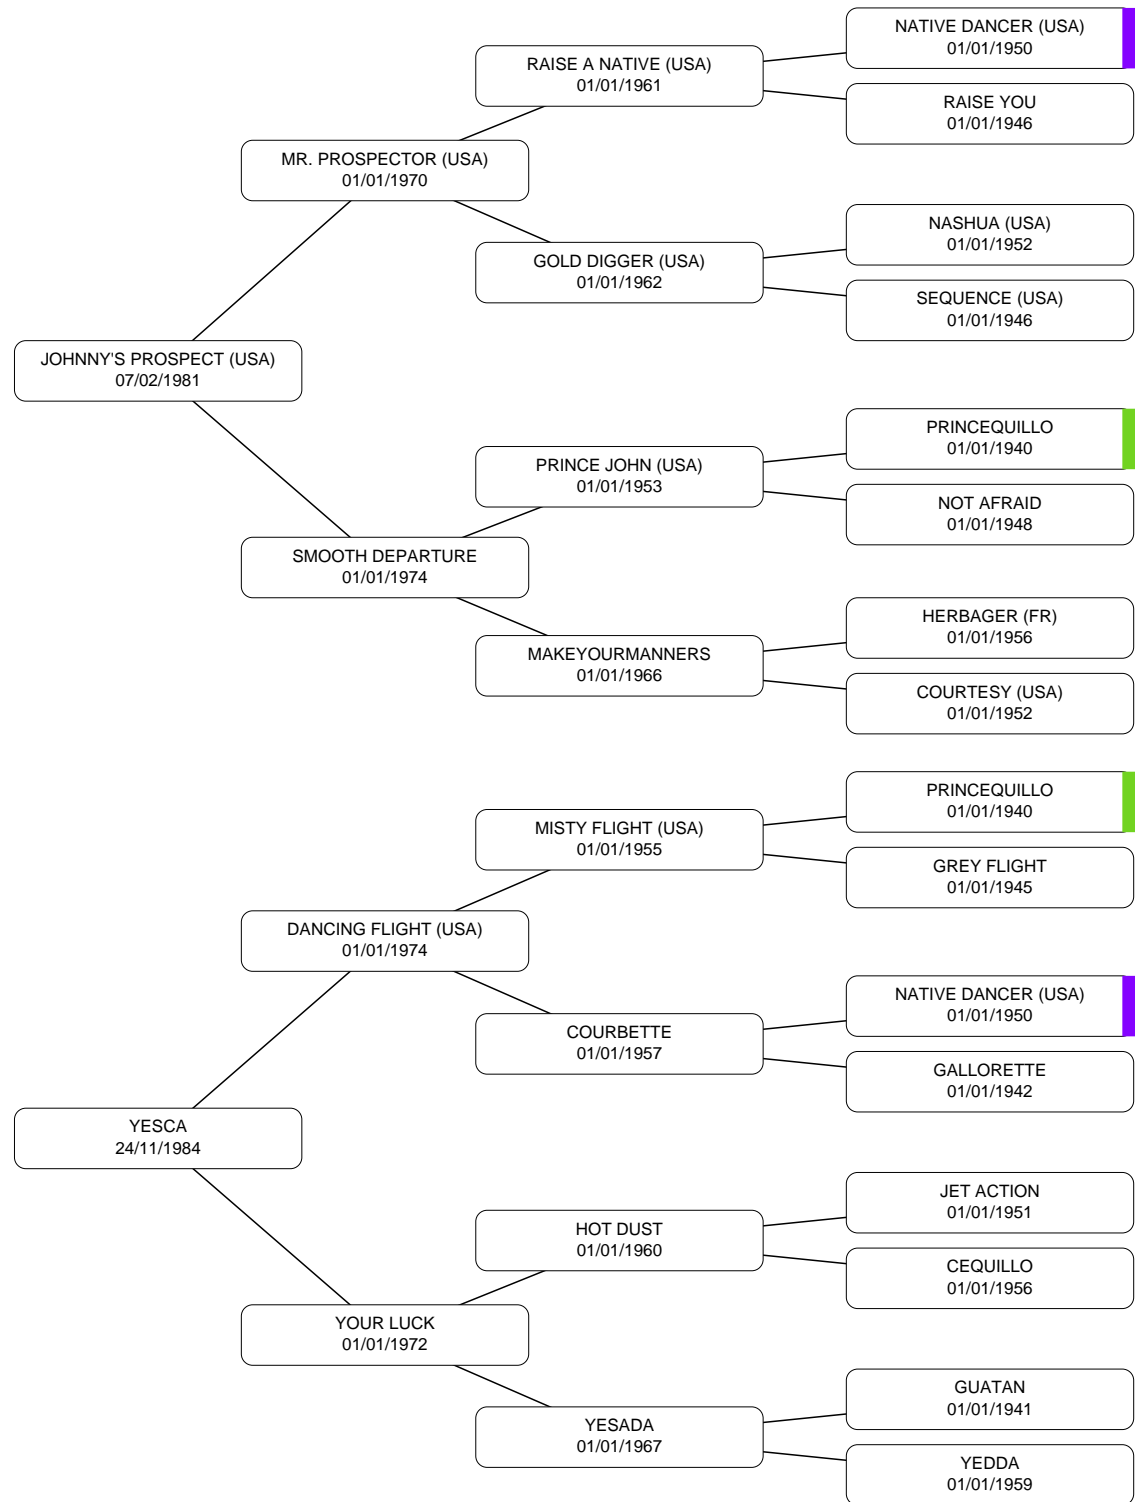 NATIVE DANCER (USA)
01/01/1950
RAISE A NATIVE (USA)
01/01/1961
RAISE YOU
01/01/1946
MR. PROSPECTOR (USA)
01/01/1970
NASHUA (USA)
01/01/1952
GOLD DIGGER (USA)
01/01/1962
SEQUENCE (USA)
01/01/1946
JOHNNY'S PROSPECT (USA)
07/02/1981
PRINCEQUILLO
01/01/1940
PRINCE JOHN (USA)
01/01/1953
NOT AFRAID
01/01/1948
SMOOTH DEPARTURE
01/01/1974
HERBAGER (FR)
01/01/1956
MAKEYOURMANNERS
01/01/1966
COURTESY (USA)
01/01/1952
PRINCEQUILLO
01/01/1940
MISTY FLIGHT (USA)
01/01/1955
GREY FLIGHT
01/01/1945
DANCING FLIGHT (USA)
01/01/1974
NATIVE DANCER (USA)
01/01/1950
COURBETTE
01/01/1957
GALLORETTE
01/01/1942
YESCA
24/11/1984
JET ACTION
01/01/1951
HOT DUST
01/01/1960
CEQUILLO
01/01/1956
YOUR LUCK
01/01/1972
GUATAN
01/01/1941
YESADA
01/01/1967
YEDDA
01/01/1959